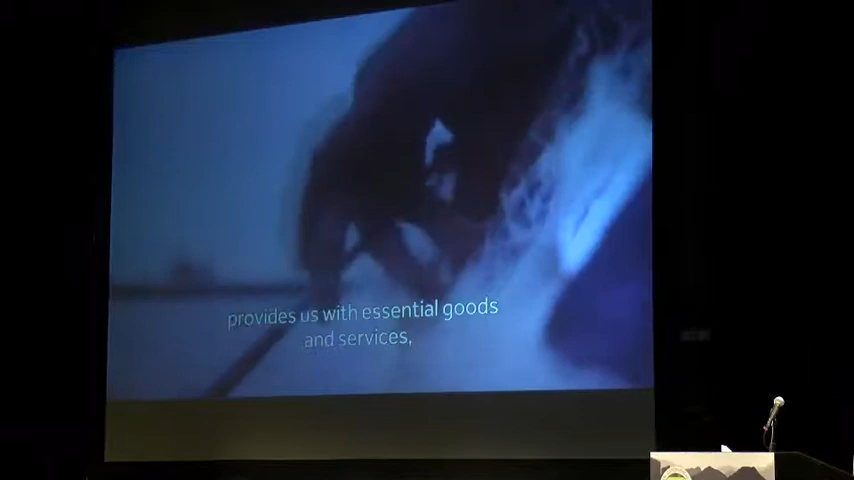 provides us with essential goods
and services,